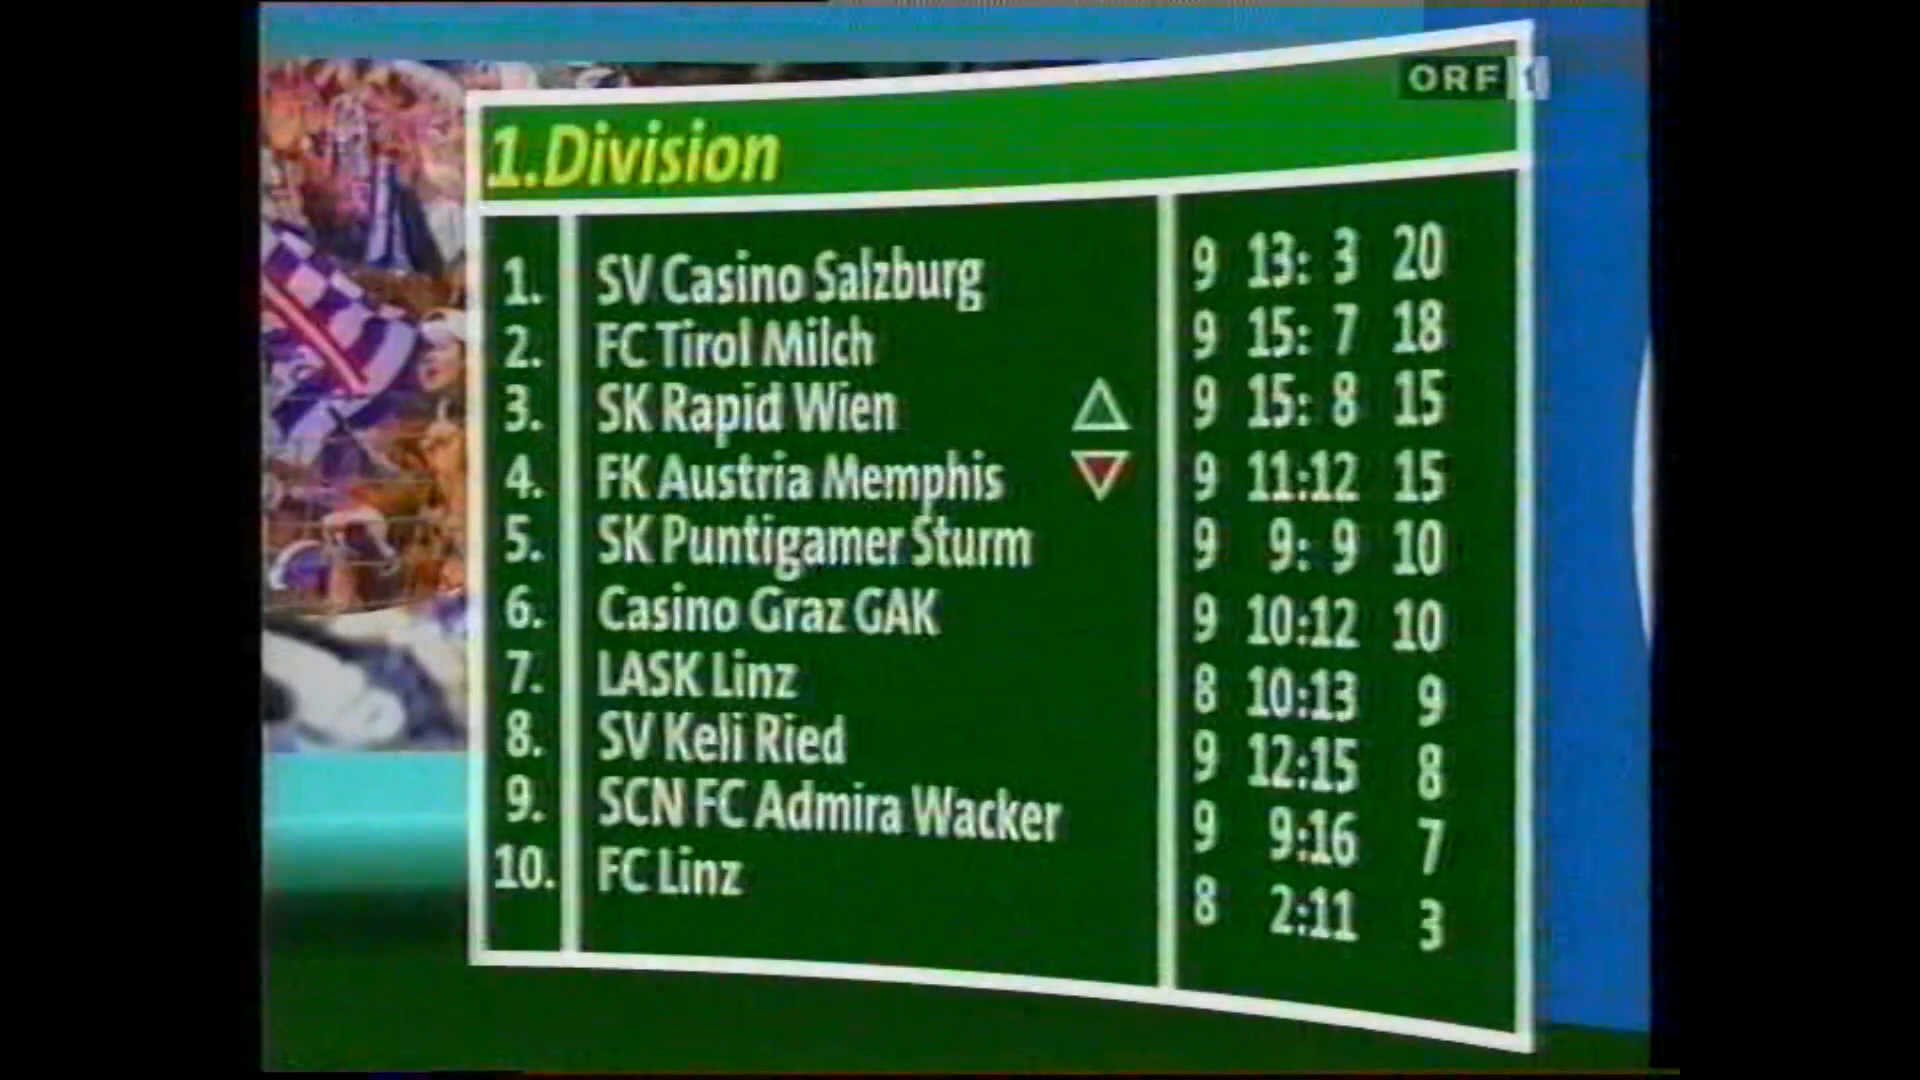 ORF 1
1.Division
1. SV Casino Salzburg 9 13: 3 20
2. FC Tirol Milch 9 15: 7 18
3. SK Rapid Wien 9 15: 8 15
4. FK Austria Memphis 9 11:12 15
5. SK Puntigamer Sturm 9 9: 9 10
6. Casino Graz GAK 9 10:12 10
7. LASK Linz 8 10:13 9
8. SV Keli Ried 9 12:15 8
9. SCN FC Admira Wacker 9 9:16 7
10. FC Linz 8 2:11 3